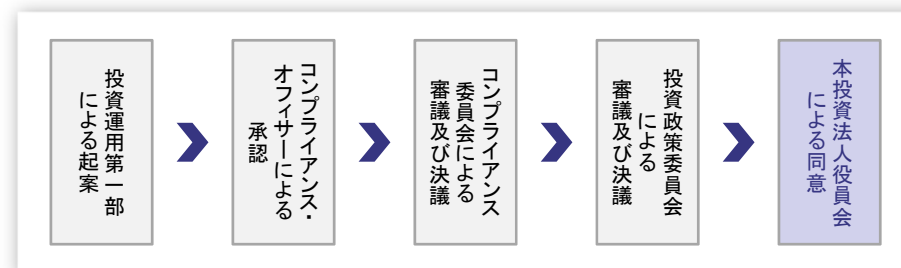 投資運用第一部
による起案
コンプライアンス・
オフィサーによる
承認
コンプライアンス
委員会による
審議及び決議
投資政策委員会
による
審議及び決議
本投資法人役員会
による同意